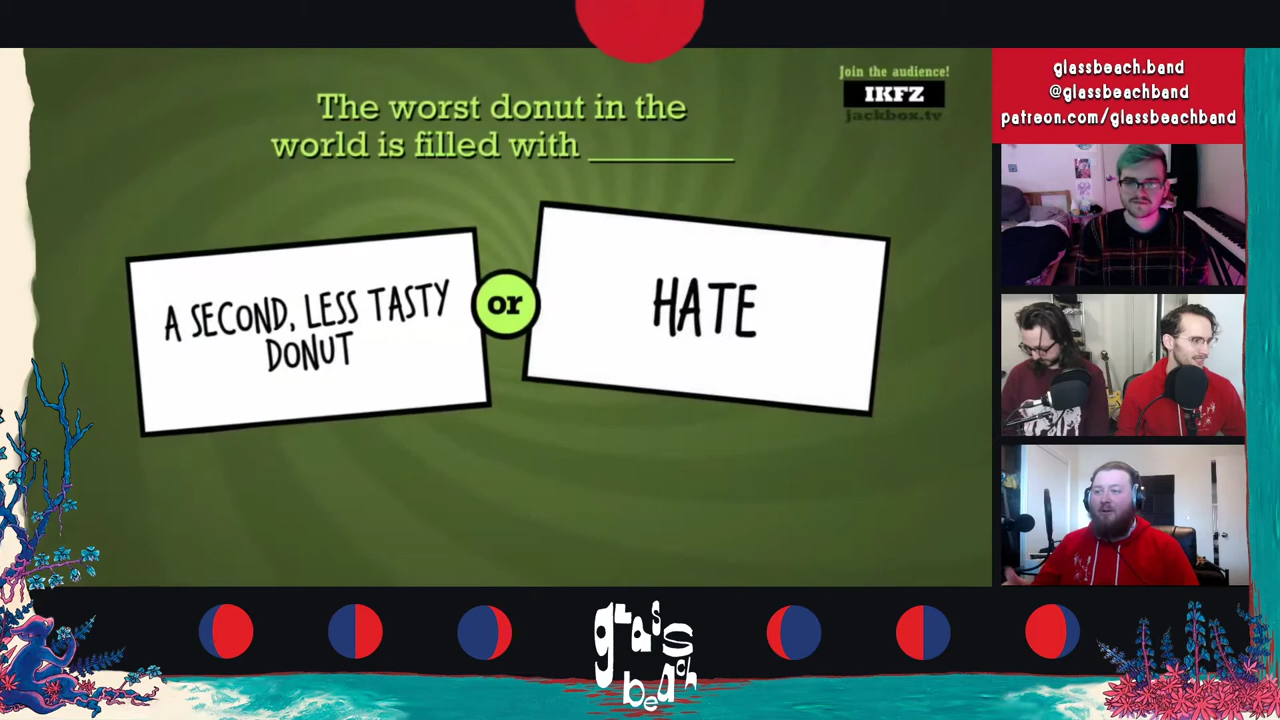 The worst donut in the
world is filled with ________
Join the audience!
IKFZ
jackbox.tv
A SECOND, LESS TASTY
DONUT
or
HATE
glassbeach.band
@glassbeachband
patreon.com/glassbeachband
glass
beach